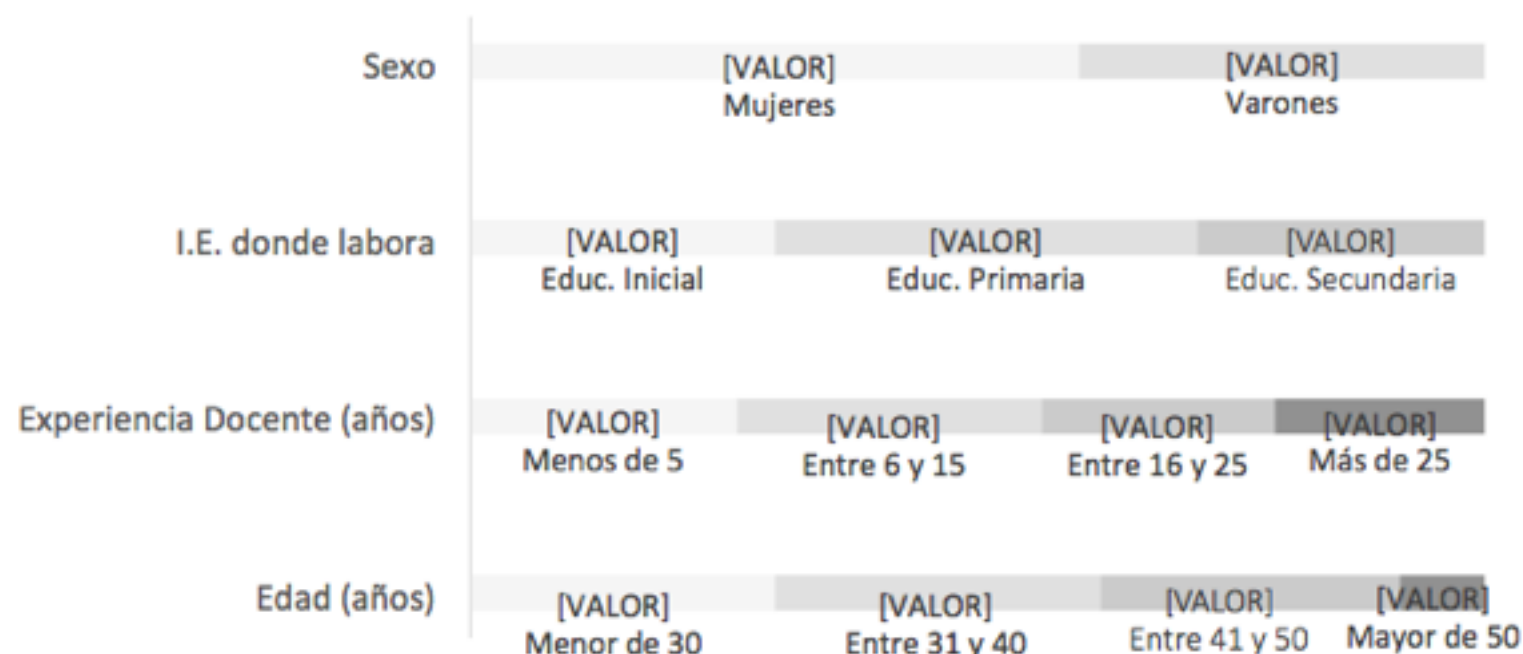 Sexo
[VALOR] [VALOR]
Mujeres Varones
I.E. donde labora
[VALOR] [VALOR] [VALOR]
Educ. Inicial Educ. Primaria Educ. Secundaria
Experiencia Docente (años)
[VALOR] [VALOR] [VALOR] [VALOR]
Menos de 5 Entre 6 y 15 Entre 16 y 25 Más de 25
Edad (años)
[VALOR] [VALOR] [VALOR] [VALOR]
Menor de 30 Entre 31 y 40 Entre 41 y 50 Mayor de 50